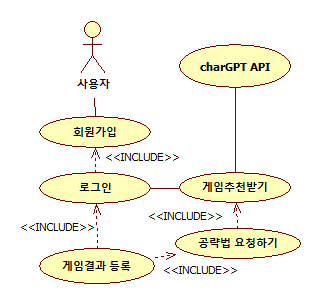 charGPT API
사용자
회원가입
<<INCLUDE>>
로그인
게임추천받기
<<INCLUDE>>
<<INCLUDE>>
공략법 요청하기
게임결과 등록
<<INCLUDE>>